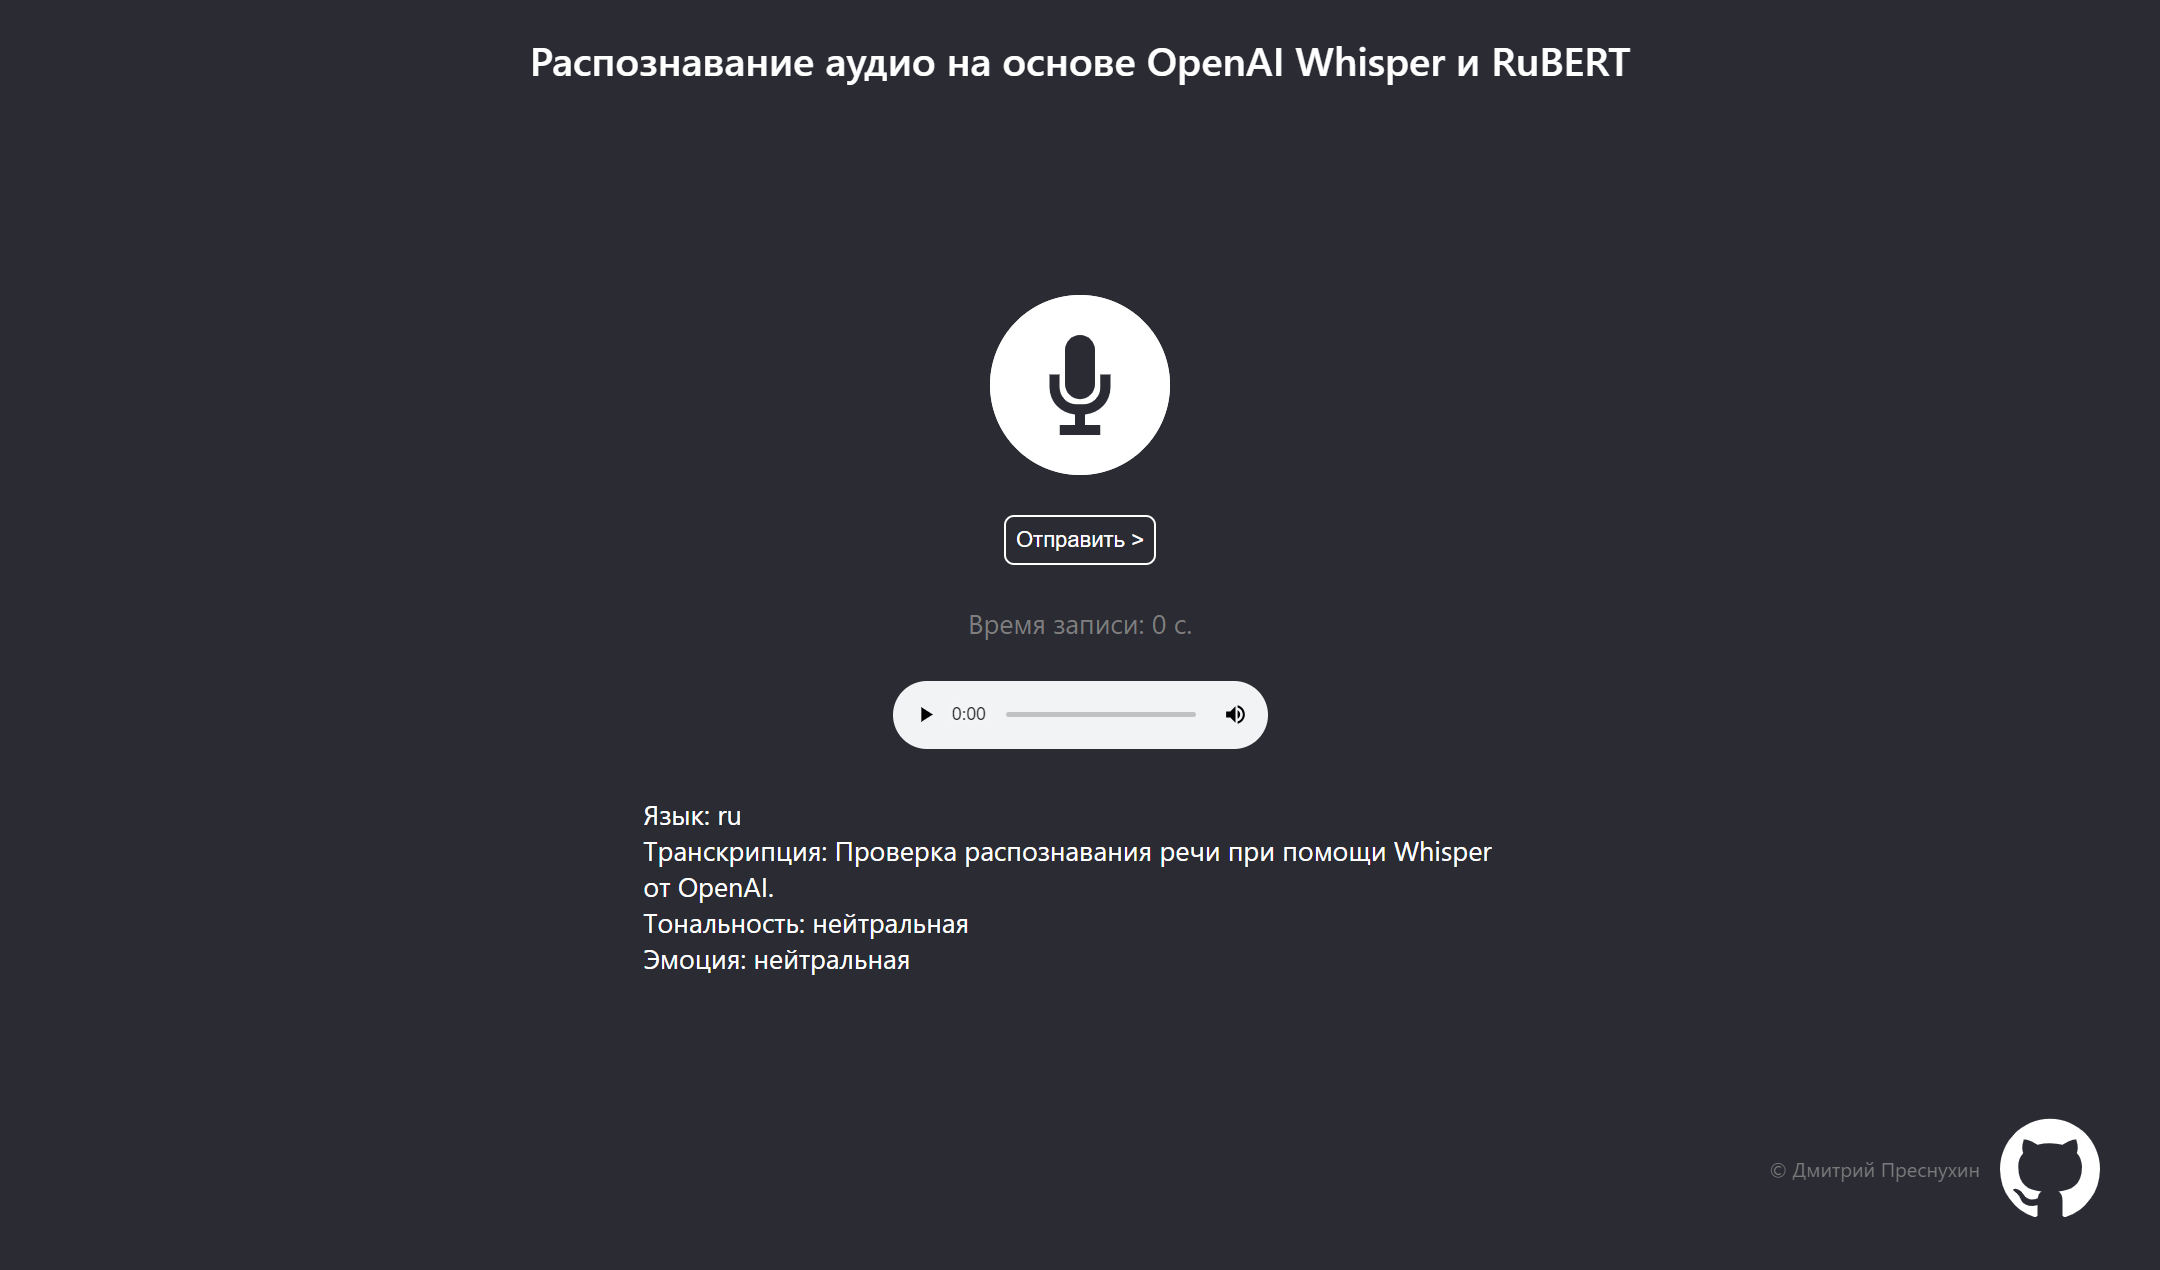 Распознавание аудио на основе OpenAI Whisper и RuBERT
Отправить >
Время записи: 0 с.
0:00
Язык: ru
Транскрипция: Проверка распознавания речи при помощи Whisper
от OpenAI.
Тональность: нейтральная
Эмоция: нейтральная
© Дмитрий Преснухин